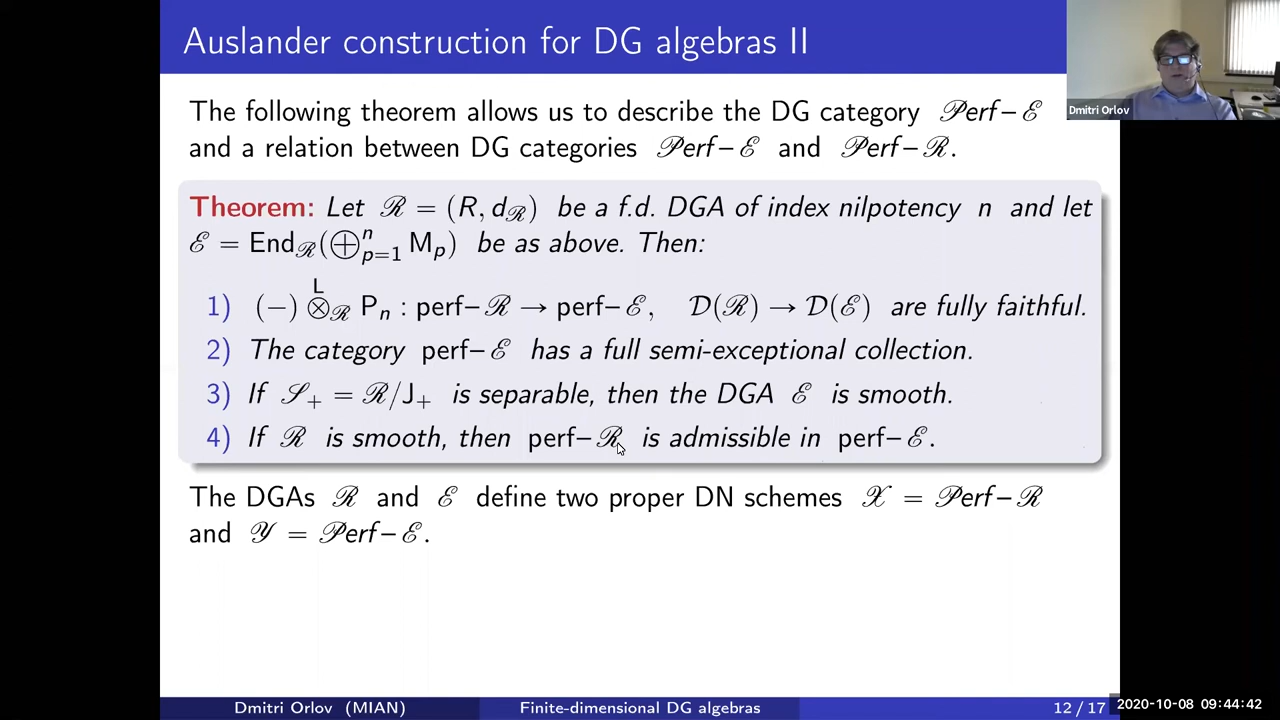 Auslander construction for DG algebras II
Dmitri Orlov
The following theorem allows us to describe the DG category 𝒫erf–ℰ
and a relation between DG categories 𝒫erf–ℰ and 𝒫erf–ℛ.
Theorem: Let ℛ = (R, d_ℛ) be a f.d. DGA of index nilpotency n and let
ℰ = End_ℛ(⊕_{p=1}^n M_p) be as above. Then:
1) (−) ⊗^L_ℛ P_n : perf–ℛ → perf–ℰ, 𝒟(ℛ) → 𝒟(ℰ) are fully faithful.
2) The category perf–ℰ has a full semi-exceptional collection.
3) If 𝒮_+ = ℛ/J_+ is separable, then the DGA ℰ is smooth.
4) If ℛ is smooth, then perf–ℛ is admissible in perf–ℰ.
The DGAs ℛ and ℰ define two proper DN schemes 𝒳 = 𝒫erf–ℛ
and 𝒴 = 𝒫erf–ℰ.
Dmitri Orlov (MIAN) Finite-dimensional DG algebras 12 / 17 2020-10-08 09:44:42